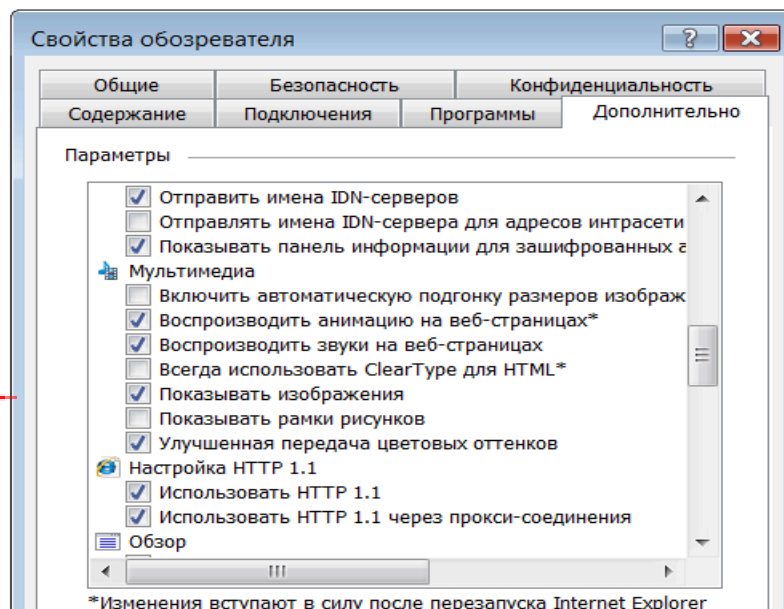 Свойства обозревателя
Общие Безопасность Конфиденциальность
Содержание Подключения Программы Дополнительно
Параметры
Отправить имена IDN-серверов
Отправлять имена IDN-сервера для адресов интрасети
Показывать панель информации для зашифрованных а
Мультимедиа
Включить автоматическую подгонку размеров изображ
Воспроизводить анимацию на веб-страницах*
Воспроизводить звуки на веб-страницах
Всегда использовать ClearType для HTML*
Показывать изображения
Показывать рамки рисунков
Улучшенная передача цветовых оттенков
Настройка HTTP 1.1
Использовать HTTP 1.1
Использовать HTTP 1.1 через прокси-соединения
Обзор
*Изменения вступают в силу после перезапуска Internet Explorer